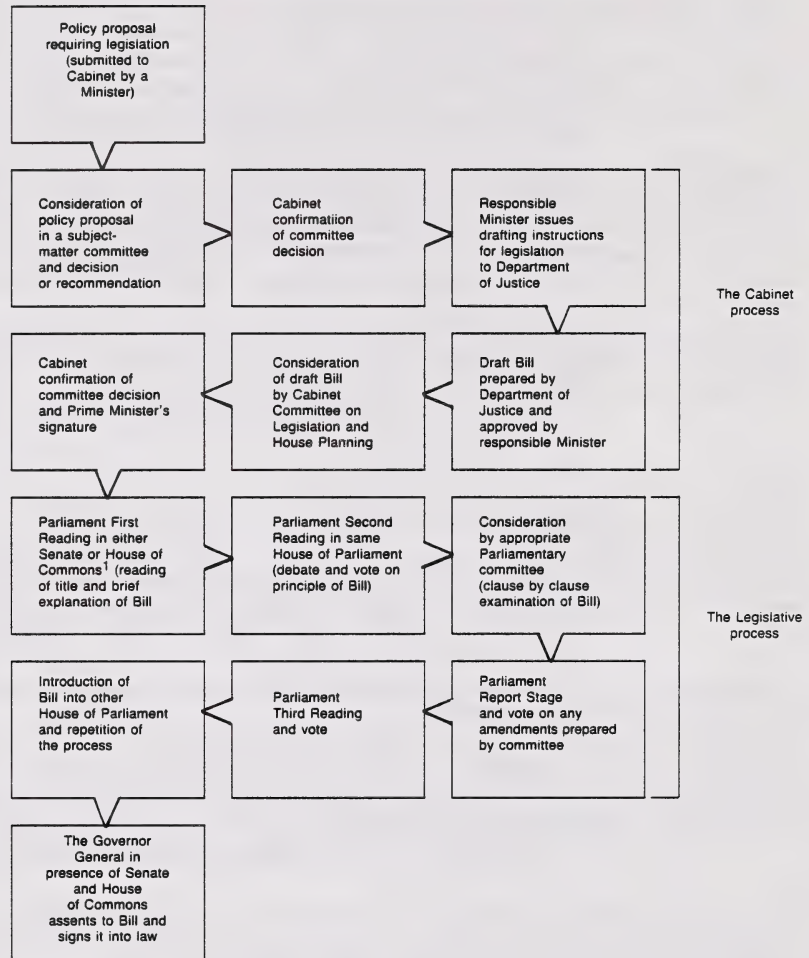 Policy proposal
requiring legislation
(submitted to
Cabinet by a
Minister)
Consideration of
policy proposal
in a subject-
matter committee
and decision
or recommendation
Cabinet
confirmatiion
of committee
decision
Responsible
Minister issues
drafting instructions
for legislation
to Department
of Justice
The Cabinet
process
Draft Bill
prepared by
Department of
Justice and
approved by
responsible Minister
Consideration
of draft Bill
by Cabinet
Committee on
Legislation and
House Planning
Cabinet
confirmation of
committee decision
and Prime Minister's
signature
Parliament First
Reading in either
Senate or House of
Commons¹ (reading
of title and brief
explanation of Bill
Parliament Second
Reading in same
House of Parliament
(debate and vote on
principle of Bill)
Consideration
by appropriate
Parliamentary
committee
(clause by clause
examination of Bill)
The Legislative
process
Parliament
Report Stage
and vote on any
amendments prepared
by committee
Parliament
Third Reading
and vote
Introduction of
Bill into other
House of Parliament
and repetition of
the process
The Governor
General in
presence of Senate
and House
of Commons
assents to Bill and
signs it into law